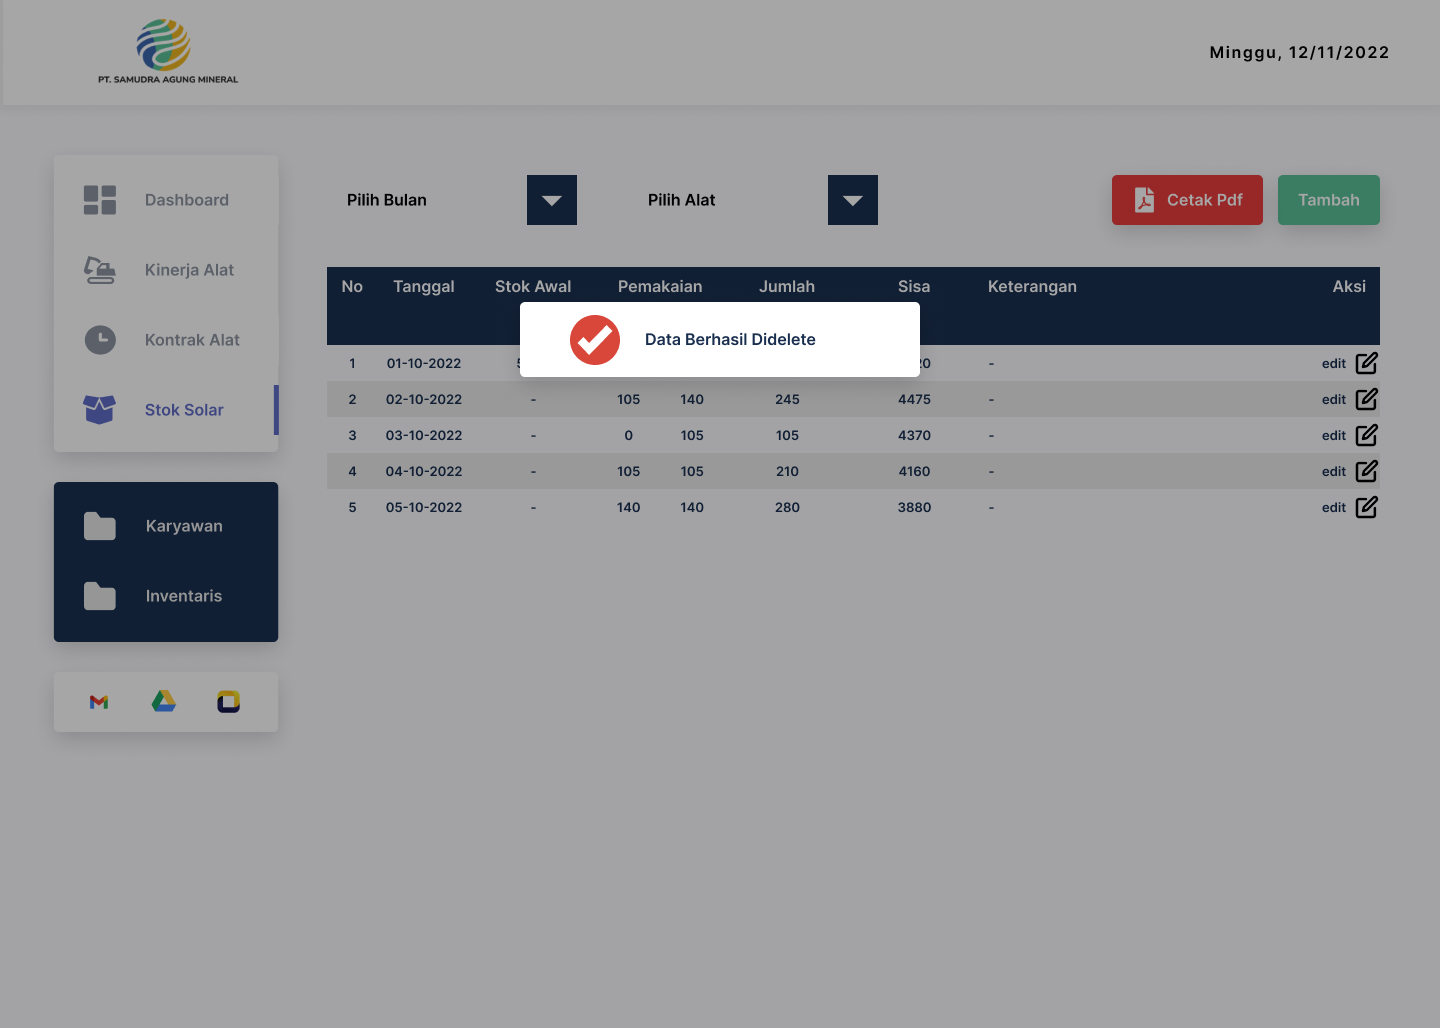 PT. SAMUDRA AGUNG MINERAL
Minggu, 12/11/2022
Dashboard
Kinerja Alat
Kontrak Alat
Stok Solar
Karyawan
Inventaris
Pilih Bulan
Pilih Alat
Cetak Pdf
Tambah
No Tanggal Stok Awal Pemakaian Jumlah Sisa Keterangan Aksi
Data Berhasil Didelete
1 01-10-2022 - edit
2 02-10-2022 - 105 140 245 4475 - edit
3 03-10-2022 - 0 105 105 4370 - edit
4 04-10-2022 - 105 105 210 4160 - edit
5 05-10-2022 - 140 140 280 3880 - edit